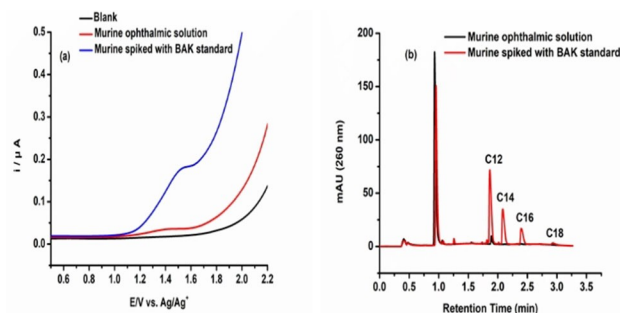 Blank
Murine ophthalmic solution
Murine spiked with BAK standard
(a)
0.5
0.4
0.3
0.2
0.1
0.0
i / μ A
0.6 0.8 1.0 1.2 1.4 1.6 1.8 2.0 2.2
E/V vs. Ag/Ag+
(b)
Murine ophthalmic solution
Murine spiked with BAK standard
200
150
100
50
0
mAU (260 nm)
C12
C14
C16
C18
0.0 0.5 1.0 1.5 2.0 2.5 3.0 3.5
Retention Time (min)